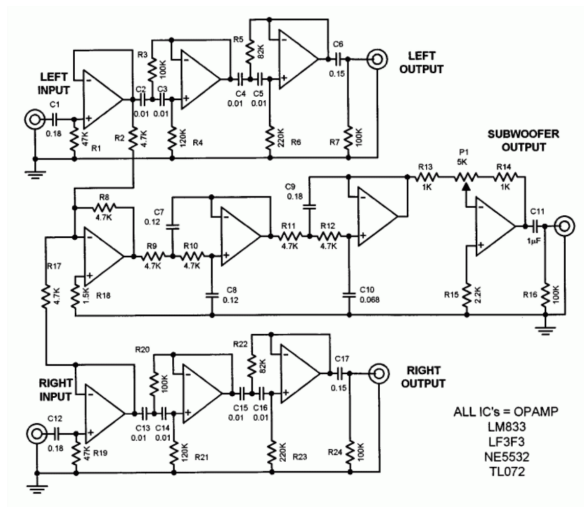 R5
82K
C6
0.15
LEFT
OUTPUT
R3
100K
LEFT
INPUT
C2
0.01
C3
0.01
C4
0.01
C5
0.01
C1
0.18
47K
R1
R2
4.7K
120K
R4
220K
R6
R7
100K
SUBWOOFER
OUTPUT
R13
1K
P1
5K
R14
1K
C9
0.18
R8
4.7K
C7
0.12
C11
1µF
R11
4.7K
R12
4.7K
R9
4.7K
R10
4.7K
R17
4.7K
1.5K
R18
C8
0.12
C10
0.068
R15
2.2K
R16
100K
R20
100K
R22
82K
C17
0.15
RIGHT
OUTPUT
RIGHT
INPUT
C13
0.01
C14
0.01
C15
0.01
C16
0.01
C12
0.18
47K
R19
120K
R21
220K
R23
R24
100K
ALL IC's = OPAMP
LM833
LF3F3
NE5532
TL072